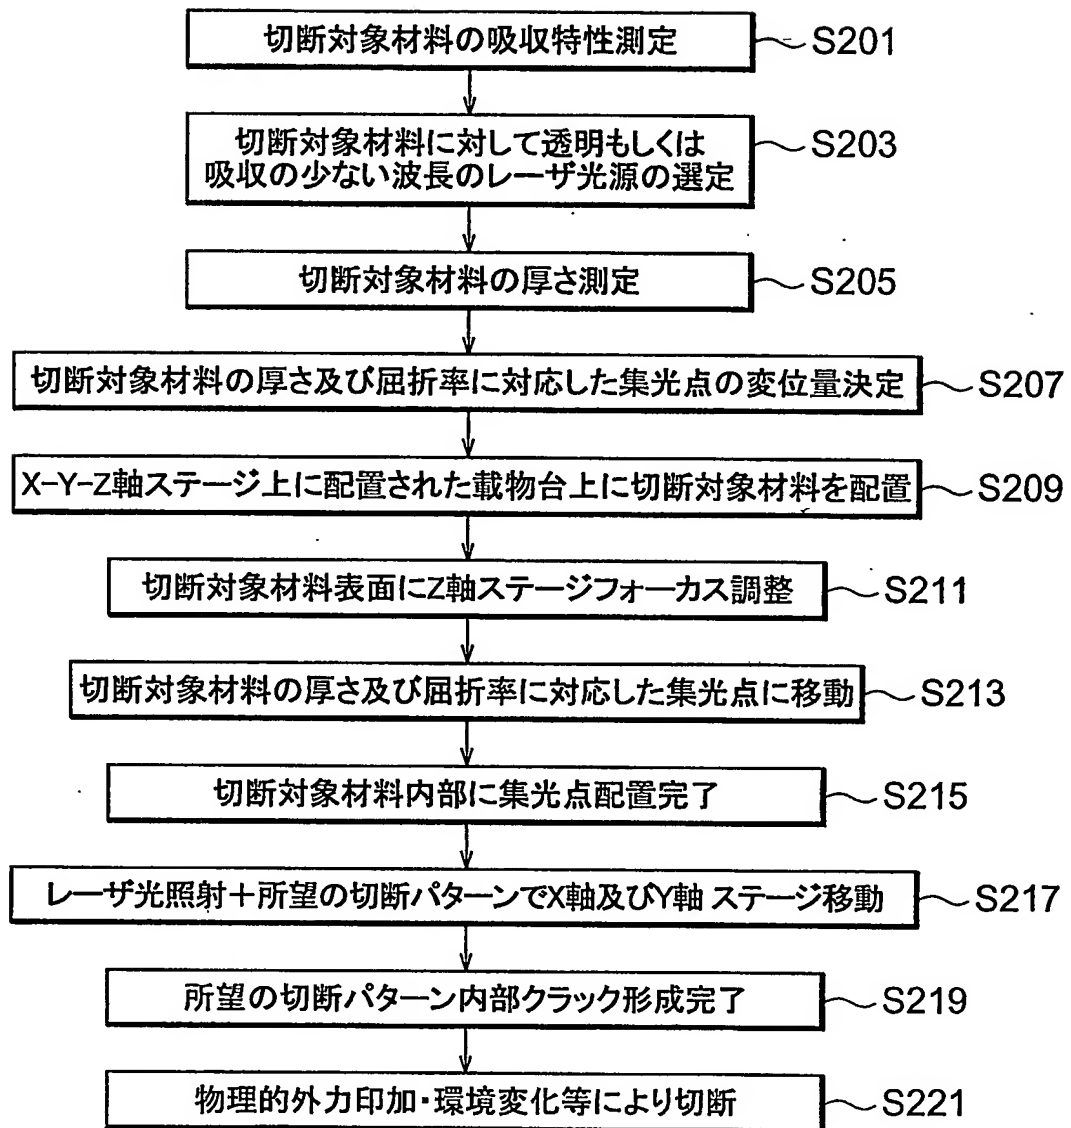 切断対象材料の吸収特性測定 S201
切断対象材料に対して透明もしくは
吸収の少ない波長のレーザ光源の選定 S203
切断対象材料の厚さ測定 S205
切断対象材料の厚さ及び屈折率に対応した集光点の変位量決定 S207
X-Y-Z軸ステージ上に配置された載物台上に切断対象材料を配置 S209
切断対象材料表面にZ軸ステージフォーカス調整 S211
切断対象材料の厚さ及び屈折率に対応した集光点に移動 S213
切断対象材料内部に集光点配置完了 S215
レーザ光照射+所望の切断パターンでX軸及びY軸 ステージ移動 S217
所望の切断パターン内部クラック形成完了 S219
物理的外力印加・環境変化等により切断 S221